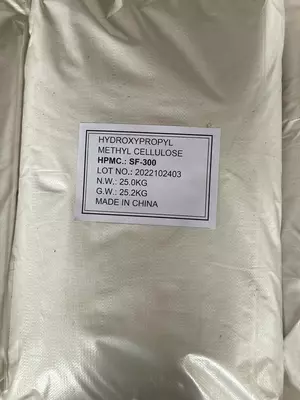 HYDROXYPROPYL
METHYL CELLULOSE
HPMC.: SF-300
LOT NO.: 2022102403
N.W.: 25.0KG
G.W.: 25.2KG
MADE IN CHINA